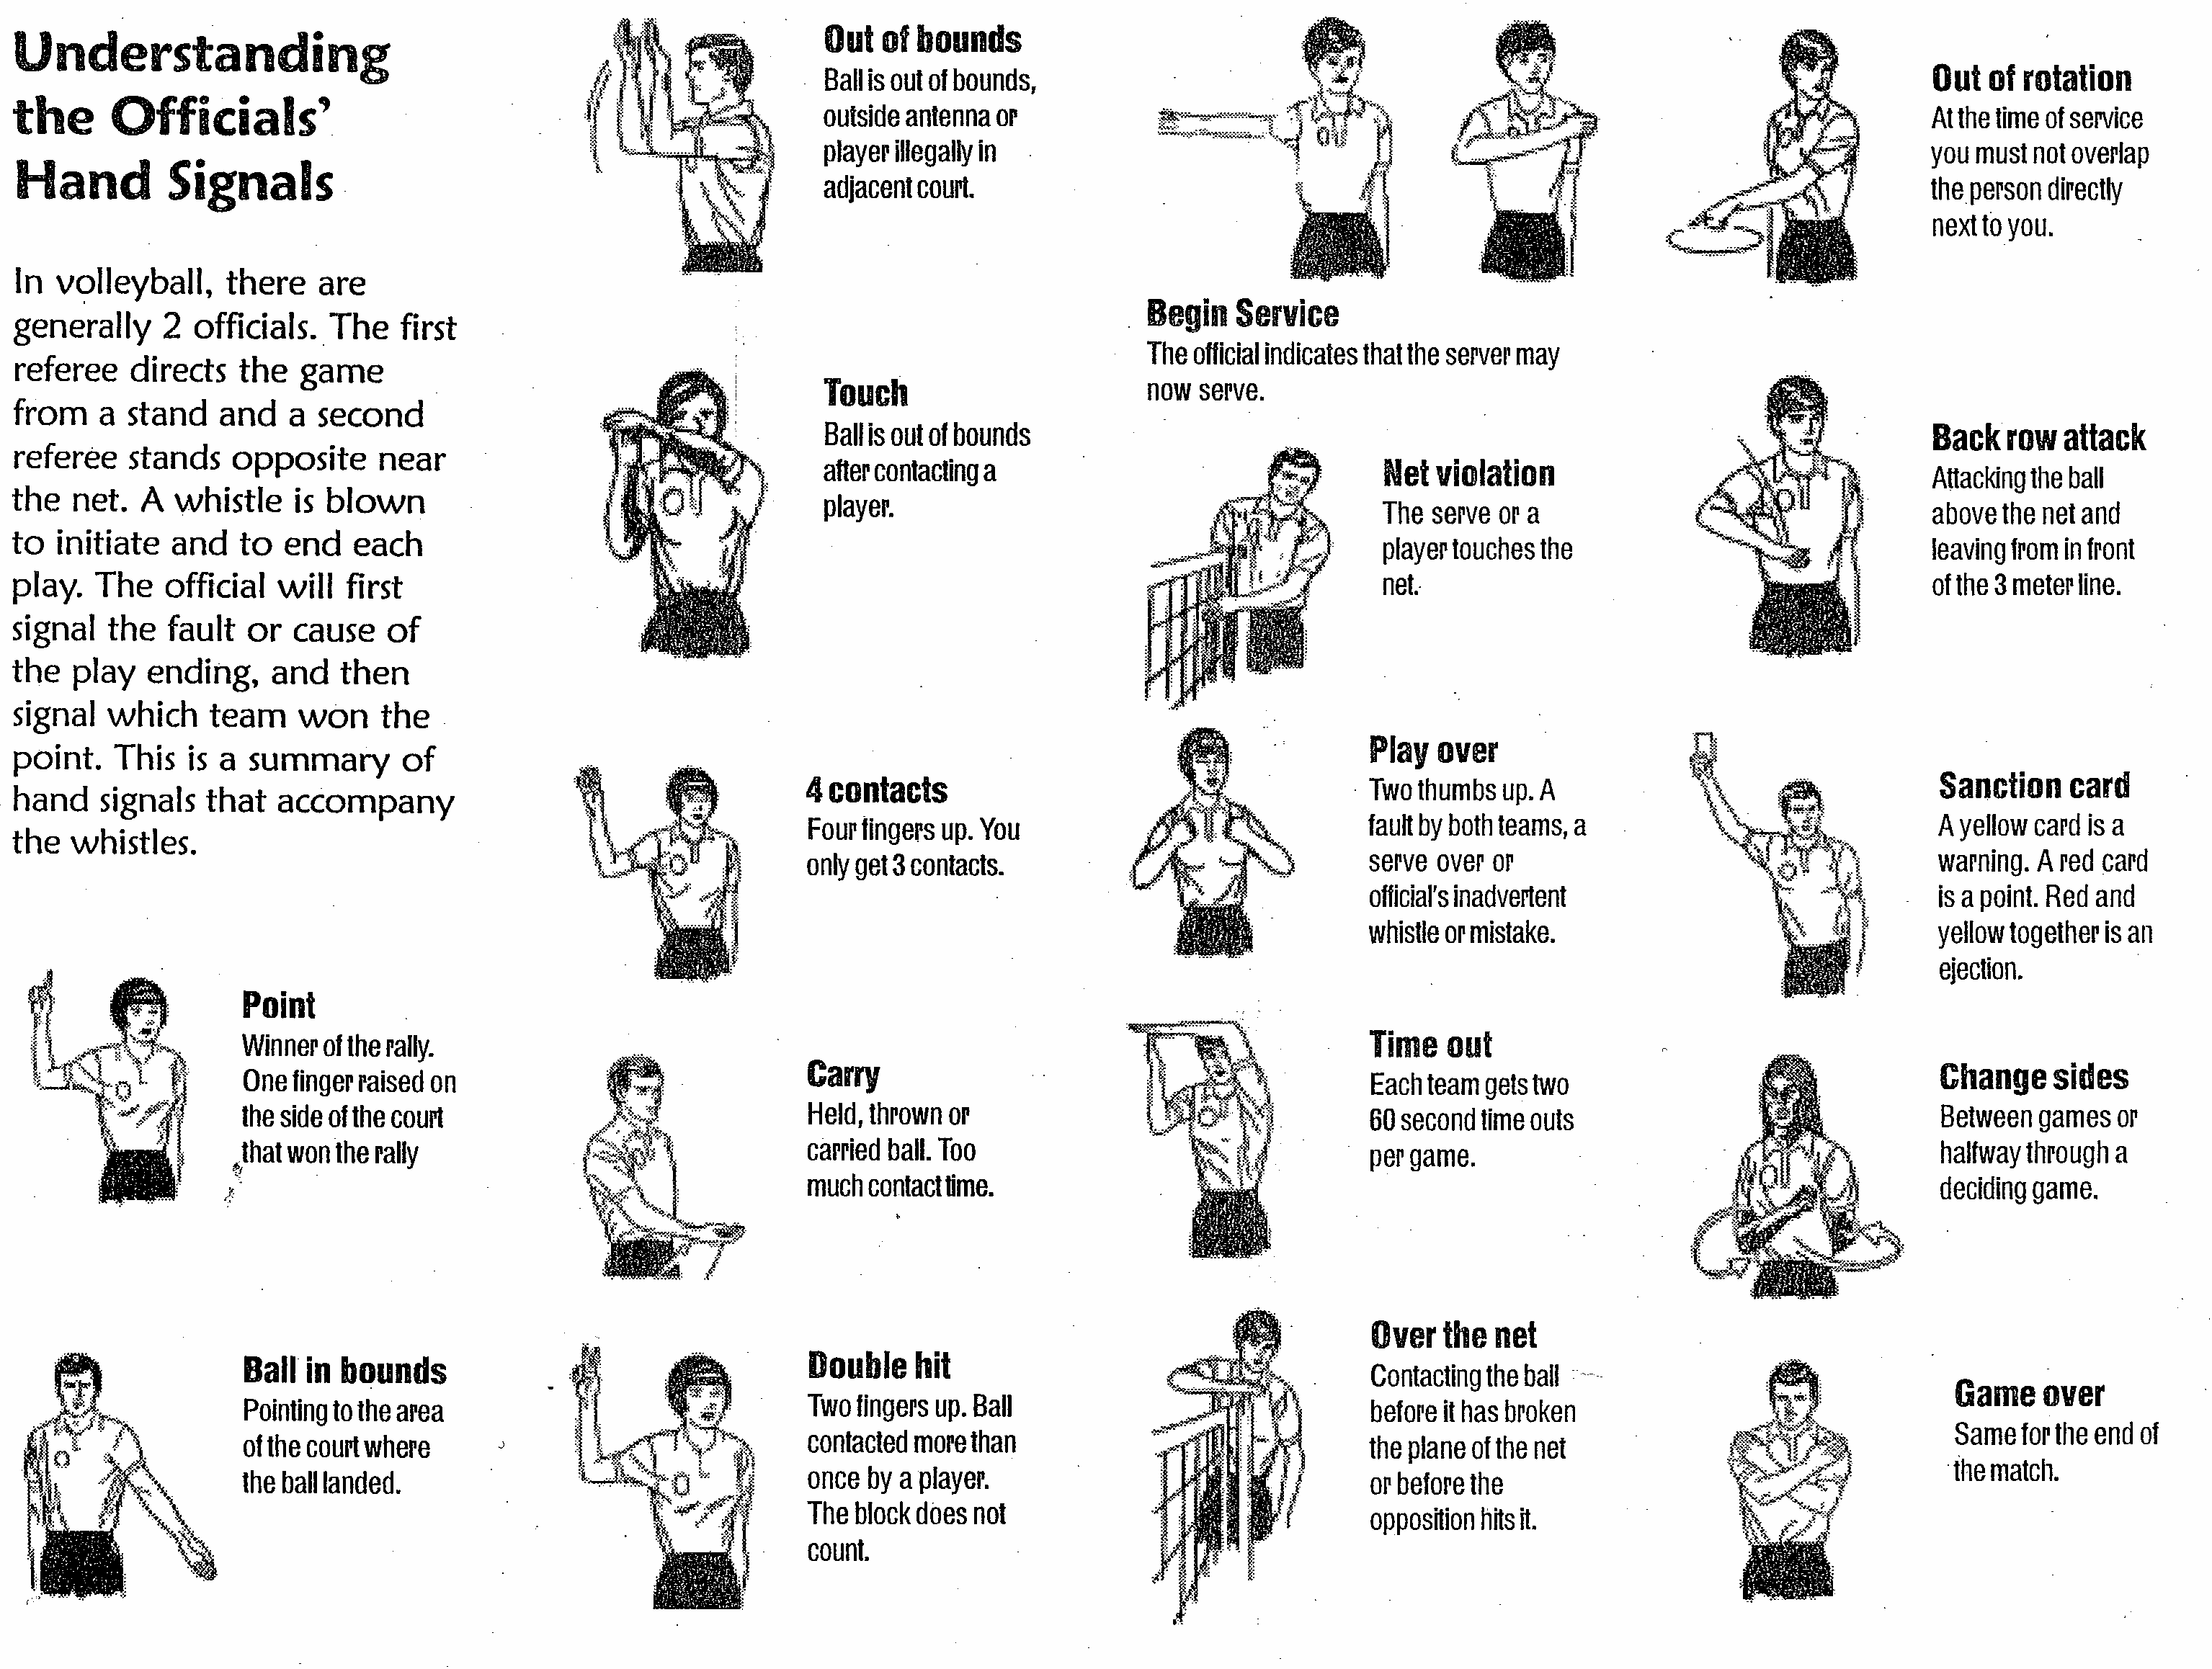 Understanding
the Officials’
Hand Signals
In volleyball, there are
generally 2 officials. The first
referee directs the game
from a stand and a second
referee stands opposite near
the net. A whistle is blown
to initiate and to end each
play. The official will first
signal the fault or cause of
the play ending, and then
signal which team won the
point. This is a summary of
hand signals that accompany
the whistles.
Point
Winner of the rally.
One finger raised on
the side of the court
that won the rally
Ball in bounds
Pointing to the area
of the court where
the ball landed.
Out of bounds
Ball is out of bounds,
outside antenna or
player illegally in
adjacent court.
Touch
Ball is out of bounds
after contacting a
player.
4 contacts
Four fingers up. You
only get 3 contacts.
Carry
Held, thrown or
carried ball. Too
much contact time.
Double hit
Two fingers up. Ball
contacted more than
once by a player.
The block does not
count.
Begin Service
The official indicates that the server may
now serve.
Net violation
The serve or a
player touches the
net.
Play over
Two thumbs up. A
fault by both teams, a
serve over or
official's inadvertent
whistle or mistake.
Time out
Each team gets two
60 second time outs
per game.
Over the net
Contacting the ball
before it has broken
the plane of the net
or before the
opposition hits it.
Out of rotation
At the time of service
you must not overlap
the person directly
next to you.
Back row attack
Attacking the ball
above the net and
leaving from in front
of the 3 meter line.
Sanction card
A yellow card is a
warning. A red card
is a point. Red and
yellow together is an
ejection.
Change sides
Between games or
halfway through a
deciding game.
Game over
Same for the end of
the match.